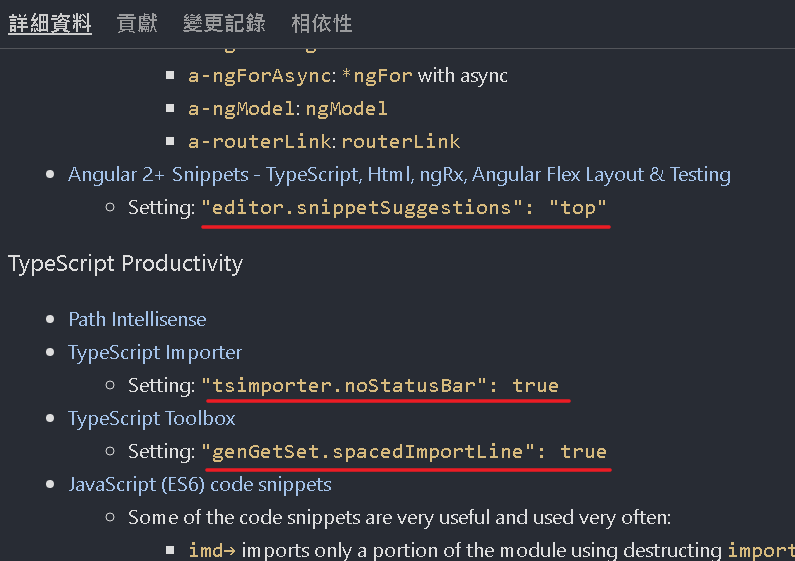 詳細資料 貢獻 變更記錄 相依性
a-ngForAsync: *ngFor with async
a-ngModel: ngModel
a-routerLink: routerLink
Angular 2+ Snippets - TypeScript, Html, ngRx, Angular Flex Layout & Testing
Setting: "editor.snippetSuggestions": "top"
TypeScript Productivity
Path Intellisense
TypeScript Importer
Setting: "tsimporter.noStatusBar": true
TypeScript Toolbox
Setting: "genGetSet.spacedImportLine": true
JavaScript (ES6) code snippets
Some of the code snippets are very useful and used very often:
imd→ imports only a portion of the module using destructing import